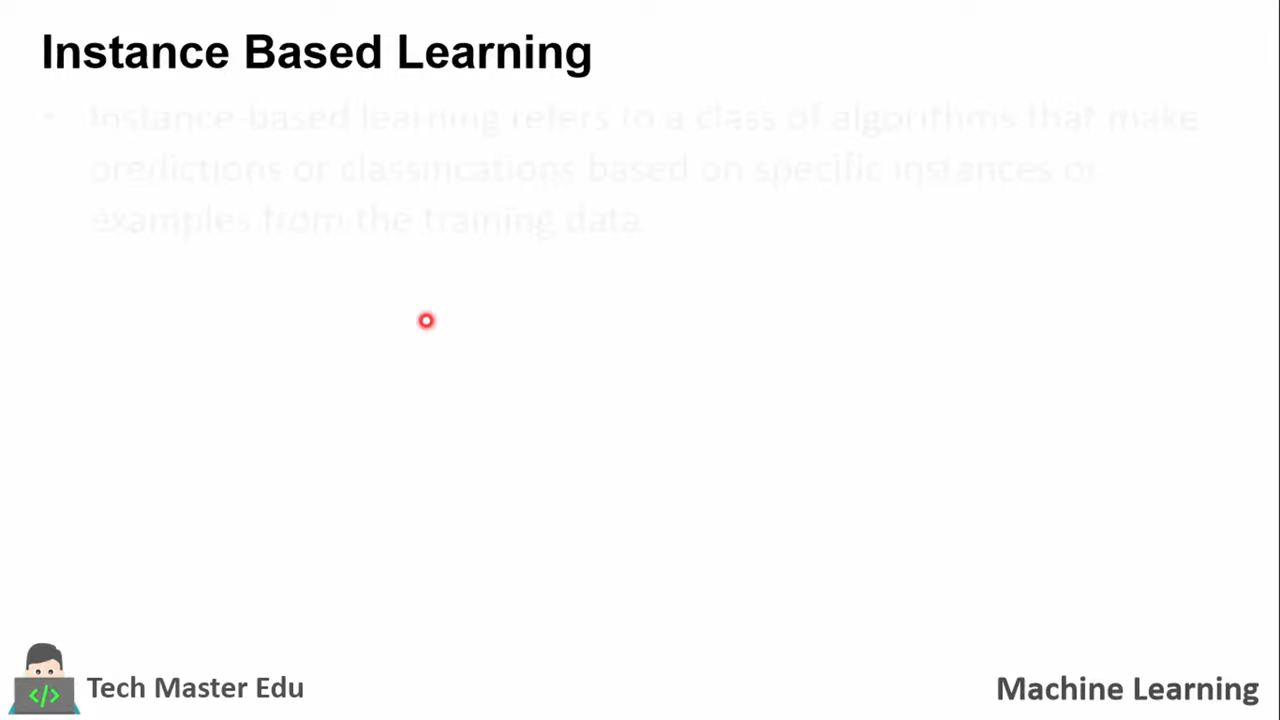 Instance Based Learning
• Instance-based learning refers to a class of algorithms that make
predictions or classifications based on specific instances or
examples from the training data.
</>
Tech Master Edu
Machine Learning